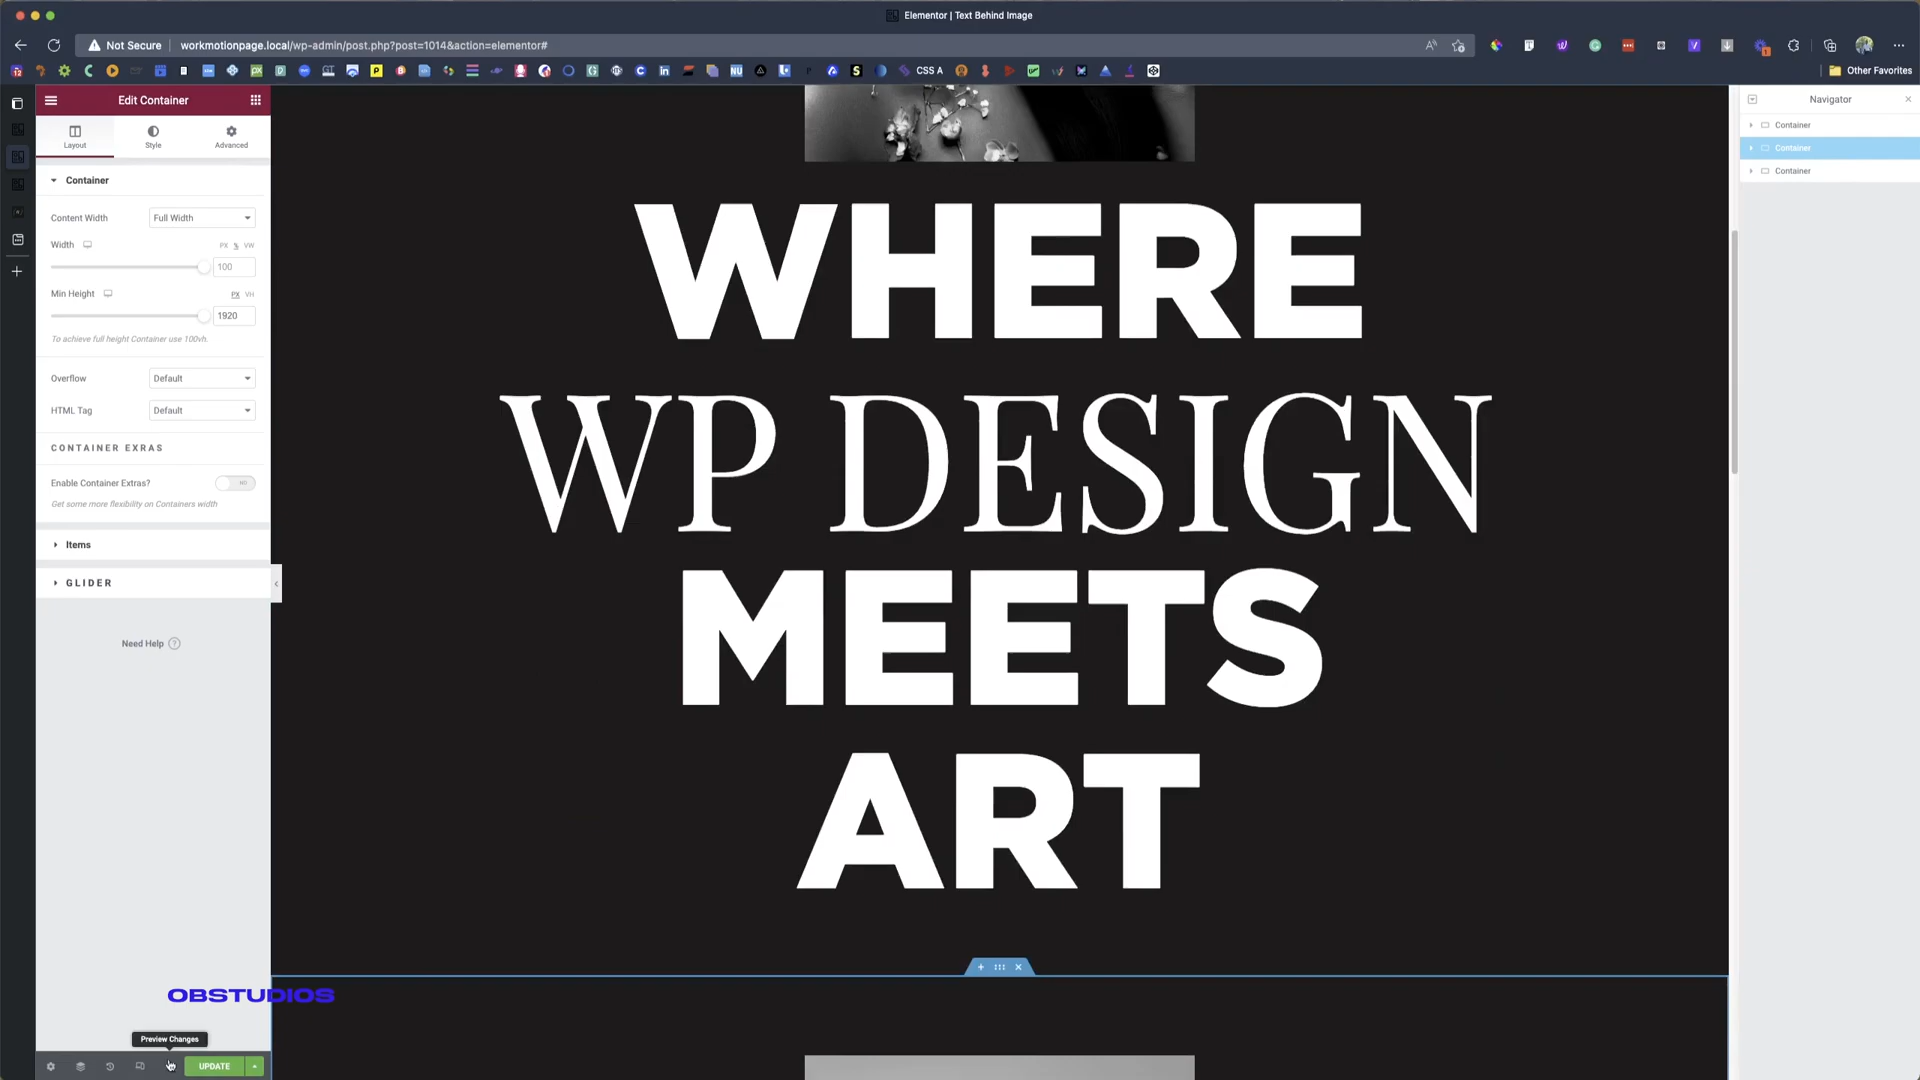 Elementor | Text Behind Image
Not Secure
workmotionpage.local/wp-admin/post.php?post=1014&action=elementor#
CSS A
Other Favorites
Edit Container
Layout
Style
Advanced
Container
Content Width
Full Width
Width
PX % VW
100
Min Height
PX VH
1920
To achieve full height Container use 100vh.
Overflow
Default
HTML Tag
Default
CONTAINER EXRAS
Enable Container Extras?
NO
Get some more flexibility on Containers width
Items
GLIDER
Need Help ?
OBSTUDIOS
Preview Changes
UPDATE
WHERE
WP DESIGN
MEETS
ART
Navigator
Container
Container
Container